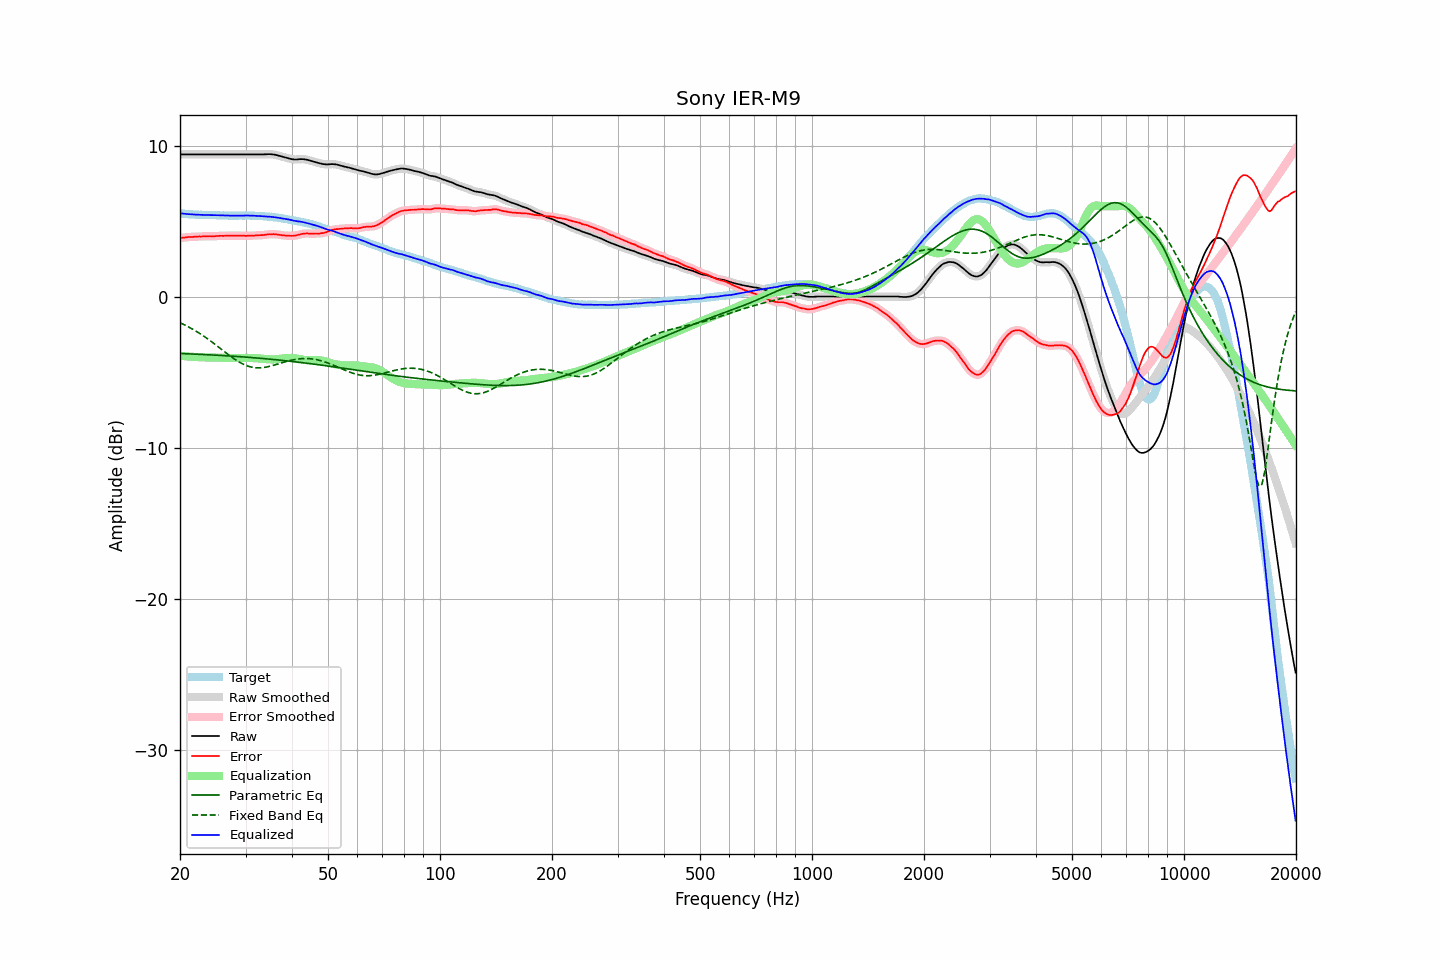 Sony IER-M9
Amplitude (dBr)
10
0
−10
−20
−30
Target
Raw Smoothed
Error Smoothed
Raw
Error
Equalization
Parametric Eq
Fixed Band Eq
Equalized
20 50 100 200 500 1000 2000 5000 10000 20000
Frequency (Hz)